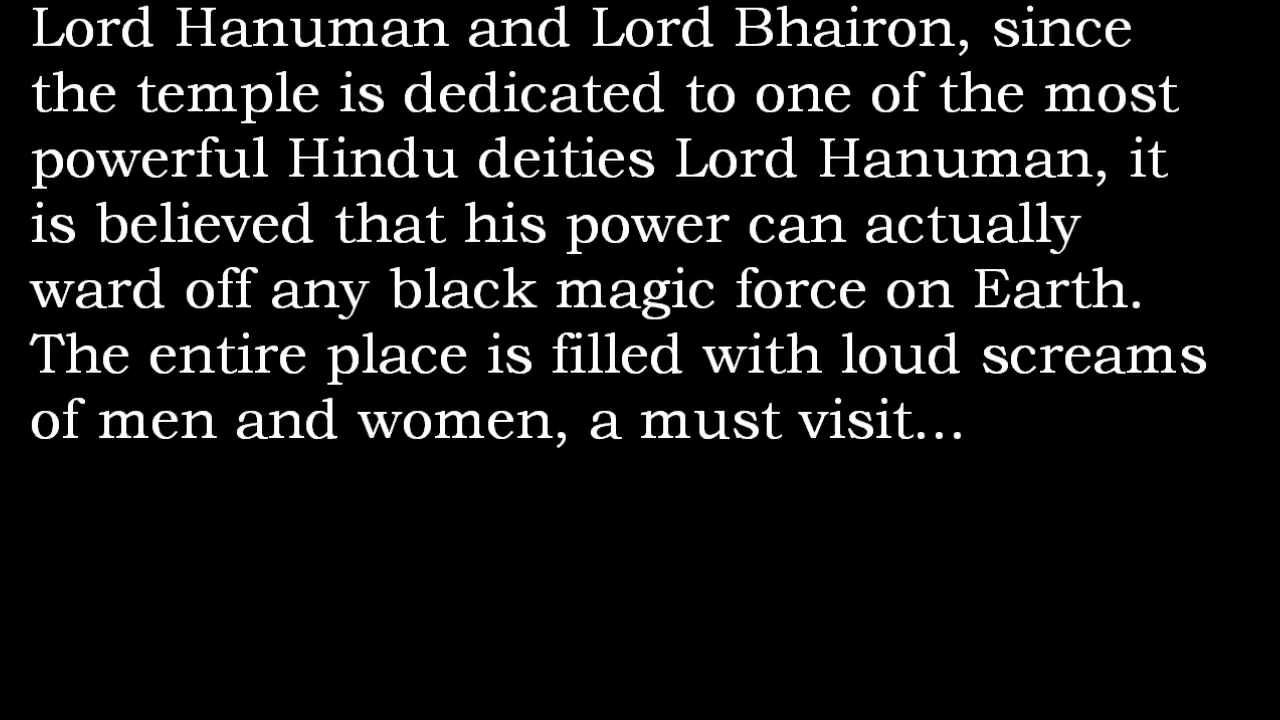 Lord Hanuman and Lord Bhairon, since
the temple is dedicated to one of the most
powerful Hindu deities Lord Hanuman, it
is believed that his power can actually
ward off any black magic force on Earth.
The entire place is filled with loud screams
of men and women, a must visit...